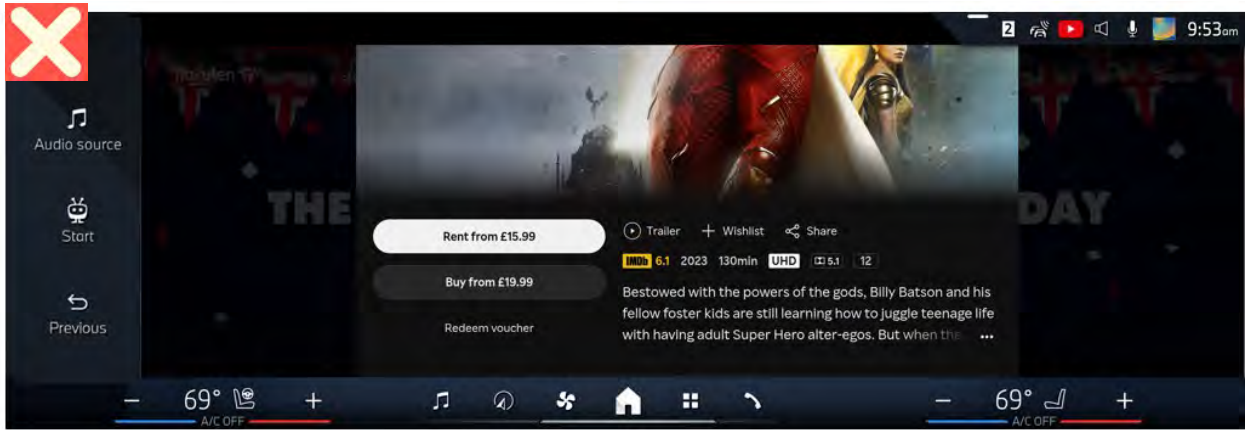 2
9:53am
Rakuten TV
Audio source
THE
DAY
Start
Rent from £15.99
Trailer
Wishlist
Share
IMDb 6.1 2023 130min UHD 5.1 12
Buy from £19.99
Bestowed with the powers of the gods, Billy Batson and his
fellow foster kids are still learning how to juggle teenage life
with having adult Super Hero alter-egos. But when the ...
Redeem voucher
Previous
− 69° +
A/C OFF
− 69° +
A/C OFF